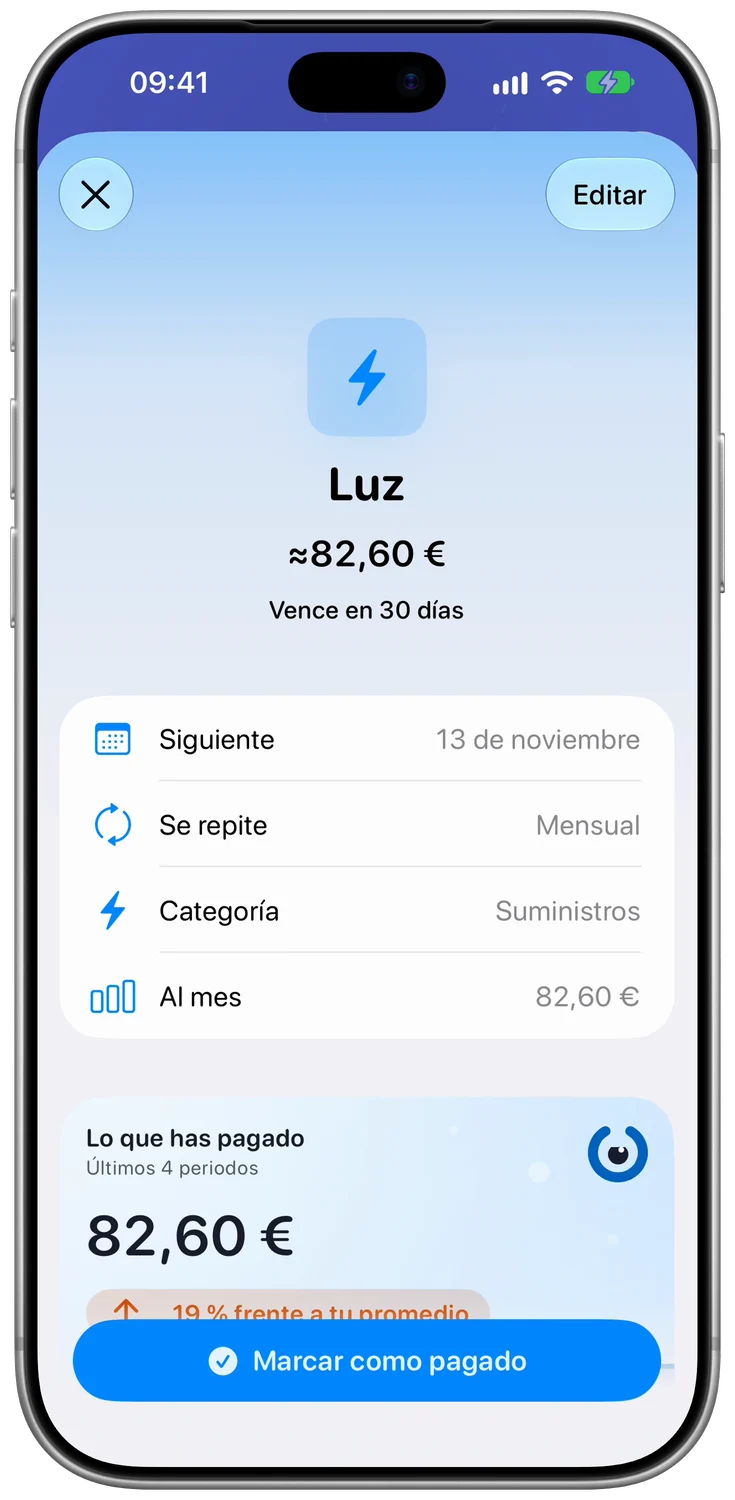 09:41
Editar
Luz
≈82,60 €
Vence en 30 días
Siguiente 13 de noviembre
Se repite Mensual
Categoría Suministros
Al mes 82,60 €
Lo que has pagado
Últimos 4 periodos
82,60 €
19 % frente a tu promedio
Marcar como pagado